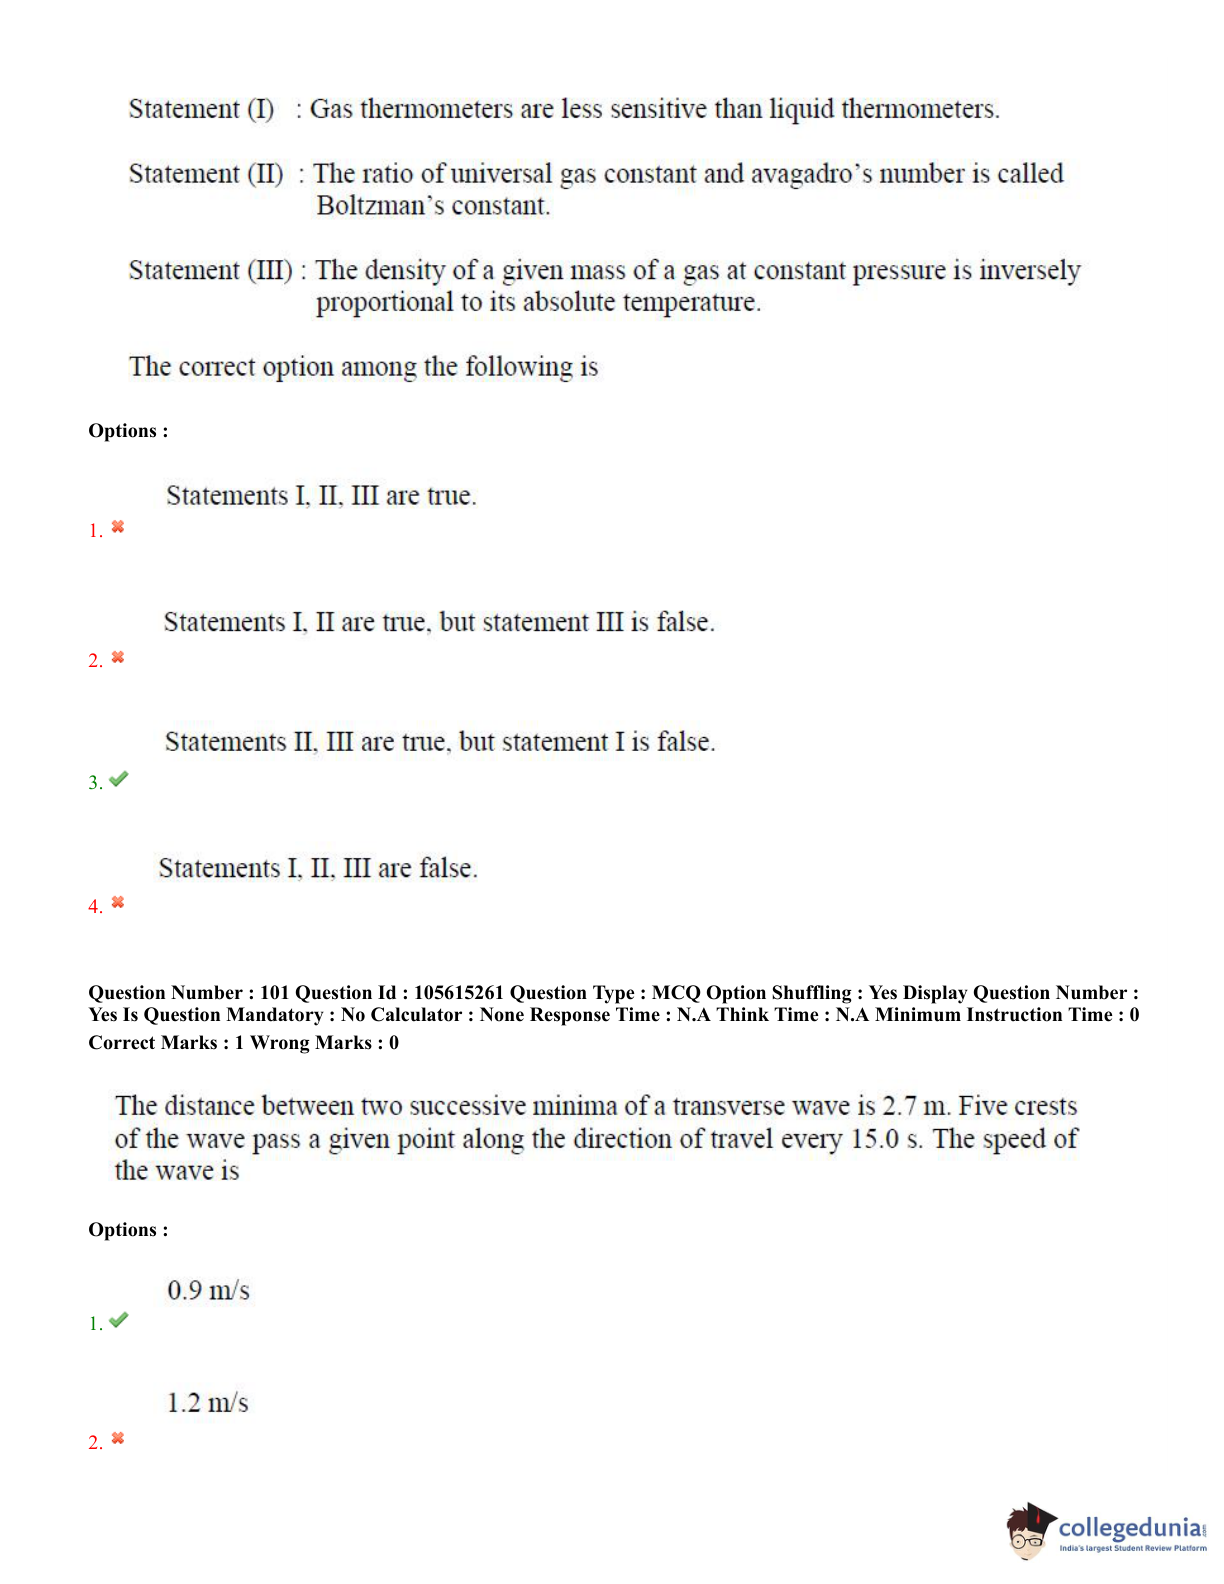 Statement (I) : Gas thermometers are less sensitive than liquid thermometers.
Statement (II) : The ratio of universal gas constant and avagadro's number is called
Boltzman's constant.
Statement (III) : The density of a given mass of a gas at constant pressure is inversely
proportional to its absolute temperature.
The correct option among the following is
Options :
Statements I, II, III are true.
1.
Statements I, II are true, but statement III is false.
2.
Statements II, III are true, but statement I is false.
3.
Statements I, II, III are false.
4.
Question Number : 101 Question Id : 105615261 Question Type : MCQ Option Shuffling : Yes Display Question Number :
Yes Is Question Mandatory : No Calculator : None Response Time : N.A Think Time : N.A Minimum Instruction Time : 0
Correct Marks : 1 Wrong Marks : 0
The distance between two successive minima of a transverse wave is 2.7 m. Five crests
of the wave pass a given point along the direction of travel every 15.0 s. The speed of
the wave is
Options :
0.9 m/s
1.
1.2 m/s
2.
collegedunia
India's largest Student Review Platform